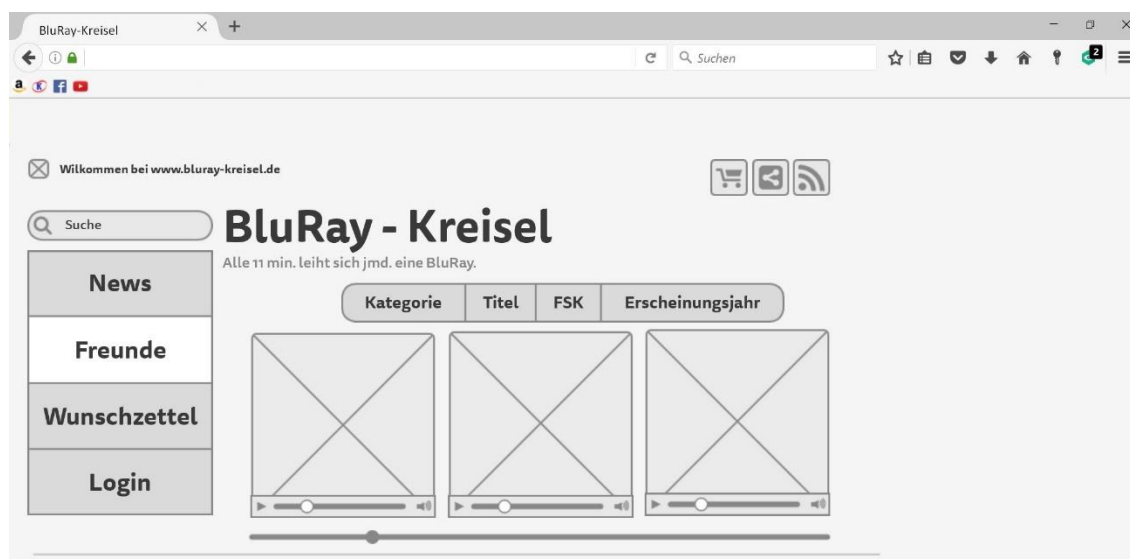 BluRay-Kreisel
Suchen
2
a
Wilkommen bei www.bluray-kreisel.de
Suche
BluRay - Kreisel
Alle 11 min. leiht sich jmd. eine BluRay.
News
Kategorie Titel FSK Erscheinungsjahr
Freunde
Wunschzettel
Login